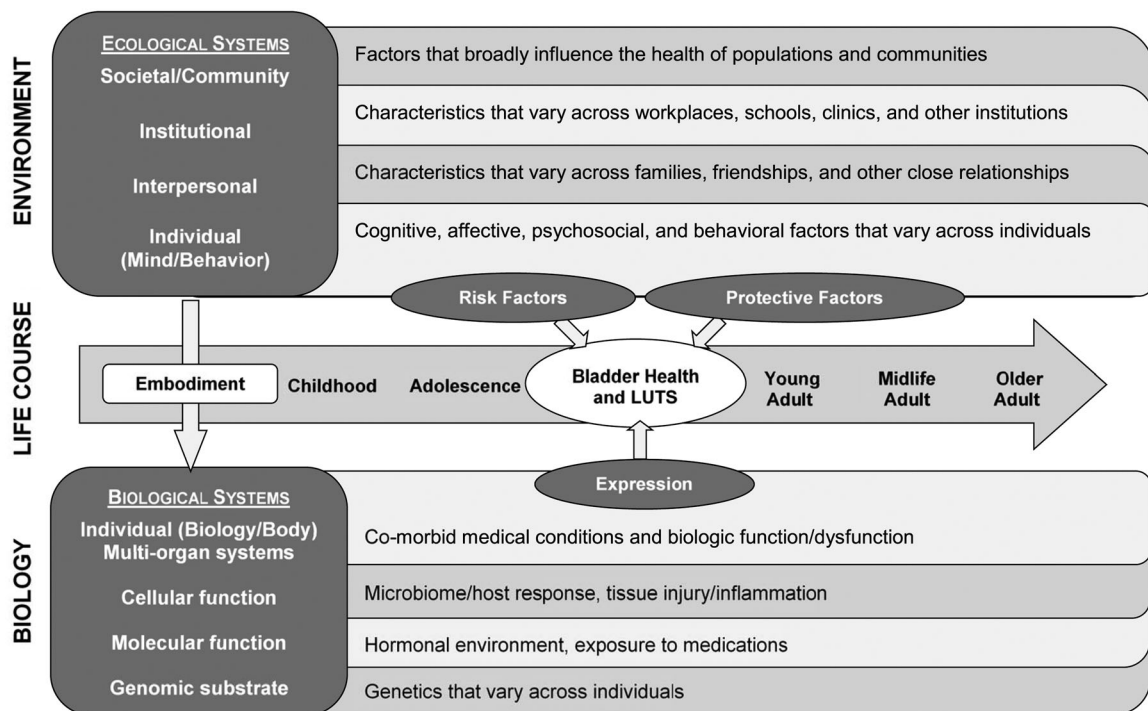 ENVIRONMENT
ECOLOGICAL SYSTEMS
Societal/Community
Factors that broadly influence the health of populations and communities
Institutional
Characteristics that vary across workplaces, schools, clinics, and other institutions
Interpersonal
Characteristics that vary across families, friendships, and other close relationships
Individual
(Mind/Behavior)
Cognitive, affective, psychosocial, and behavioral factors that vary across individuals
Risk Factors
Protective Factors
LIFE COURSE
Embodiment
Childhood
Adolescence
Bladder Health
and LUTS
Young
Adult
Midlife
Adult
Older
Adult
Expression
BIOLOGY
BIOLOGICAL SYSTEMS
Individual (Biology/Body)
Multi-organ systems
Co-morbid medical conditions and biologic function/dysfunction
Cellular function
Microbiome/host response, tissue injury/inflammation
Molecular function
Hormonal environment, exposure to medications
Genomic substrate
Genetics that vary across individuals